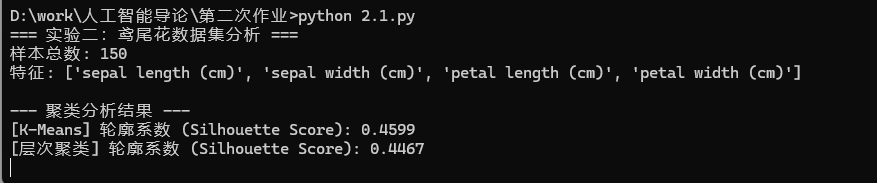 D:\work\人工智能导论\第二次作业>python 2.1.py
=== 实验二: 鸢尾花数据集分析 ===
样本总数: 150
特征: ['sepal length (cm)', 'sepal width (cm)', 'petal length (cm)', 'petal width (cm)']
--- 聚类分析结果 ---
[K-Means] 轮廓系数 (Silhouette Score): 0.4599
[层次聚类] 轮廓系数 (Silhouette Score): 0.4467